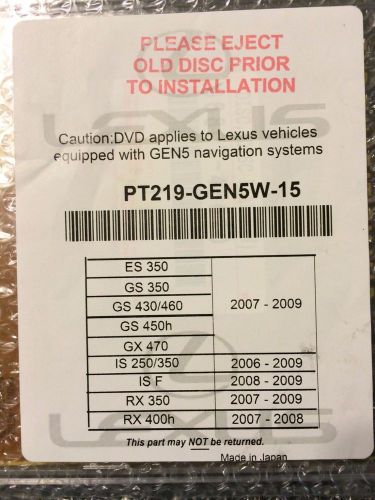 PLEASE EJECT
OLD DISC PRIOR
TO INSTALLATION
LEXUS
Caution:DVD applies to Lexus vehicles
equipped with GEN5 navigation systems
PT219-GEN5W-15
ES 350
GS 350
GS 430/460
GS 450h
GX 470
2007 - 2009
IS 250/350 2006 - 2009
IS F 2008 - 2009
RX 350 2007 - 2009
RX 400h 2007 - 2008
LEXUS
This part may NOT be returned.
Made in Japan